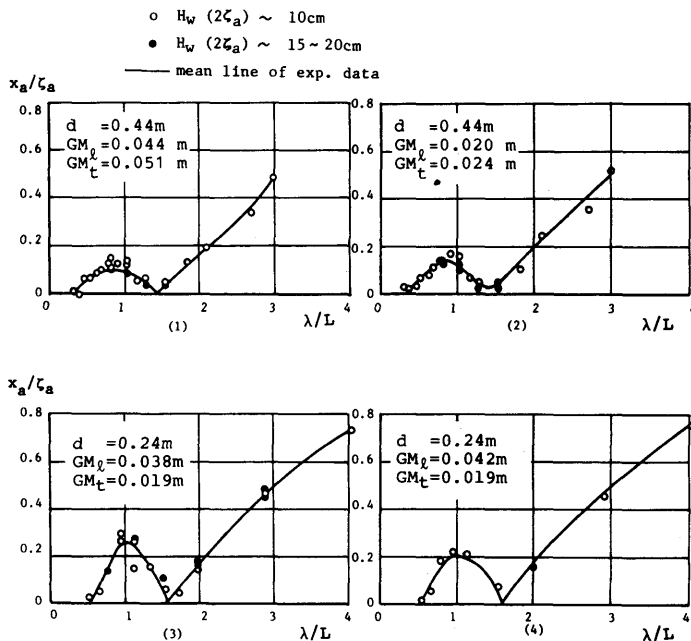 ○ H_w (2ζ_a) ~ 10cm
● H_w (2ζ_a) ~ 15~20cm
— mean line of exp. data
x_a/ζ_a
0.8
0.6
0.4
0.2
0
d =0.44m
GM_ℓ=0.044 m
GM_t=0.051 m
0 1 2 3 4
(1)
λ/L
0.8
0.6
0.4
0.2
0
d =0.44m
GM_ℓ=0.020 m
GM_t=0.024 m
0 1 2 3 4
(2)
λ/L
x_a/ζ_a
0.8
0.6
0.4
0.2
0
d =0.24m
GM_ℓ=0.038m
GM_t=0.019m
0 1 2 3 4
(3)
λ/L
0.8
0.6
0.4
0.2
0
d =0.24m
GM_ℓ=0.042m
GM_t=0.019m
0 1 2 3 4
(4)
λ/L